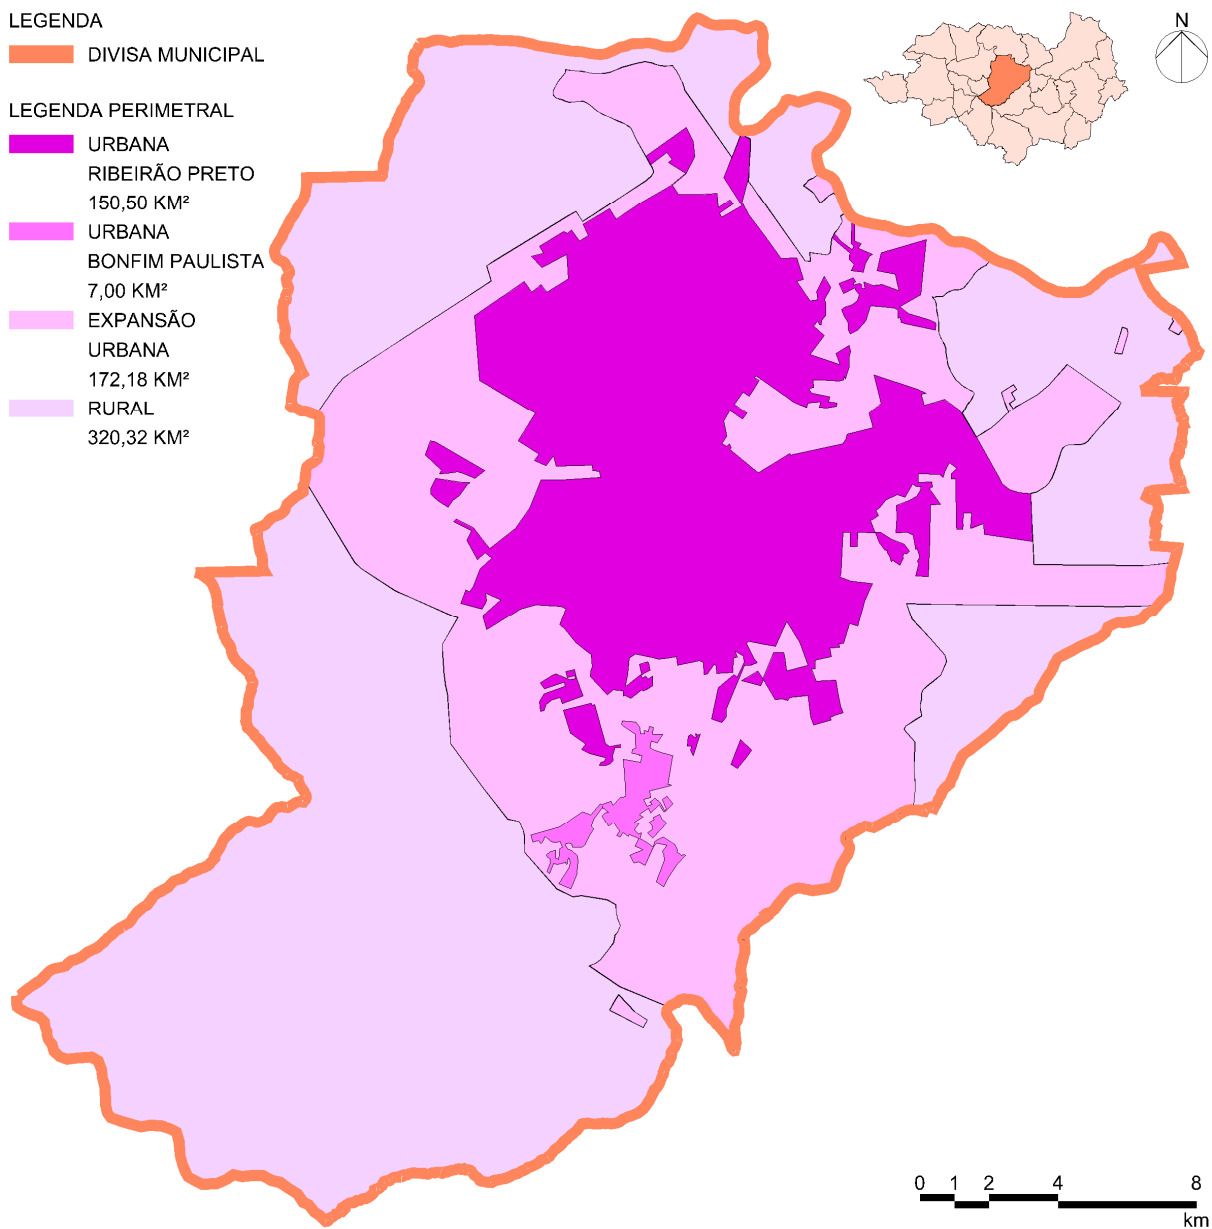 LEGENDA
DIVISA MUNICIPAL
LEGENDA PERIMETRAL
URBANA
RIBEIRÃO PRETO
150,50 KM²
URBANA
BONFIM PAULISTA
7,00 KM²
EXPANSÃO
URBANA
172,18 KM²
RURAL
320,32 KM²
N
0 1 2 4 8
km